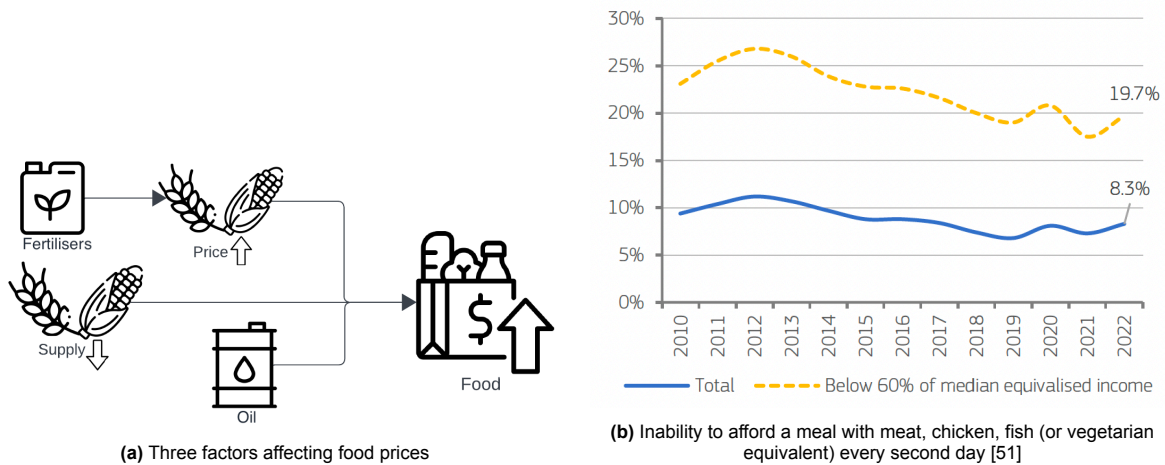 Fertilisers
Price
Supply
$
Oil
Food
(a) Three factors affecting food prices
30%
25%
20%
15%
10%
5%
0%
19.7%
8.3%
2010
2011
2012
2013
2014
2015
2016
2017
2018
2019
2020
2021
2022
Total
Below 60% of median equivalised income
(b) Inability to afford a meal with meat, chicken, fish (or vegetarian
equivalent) every second day [51]